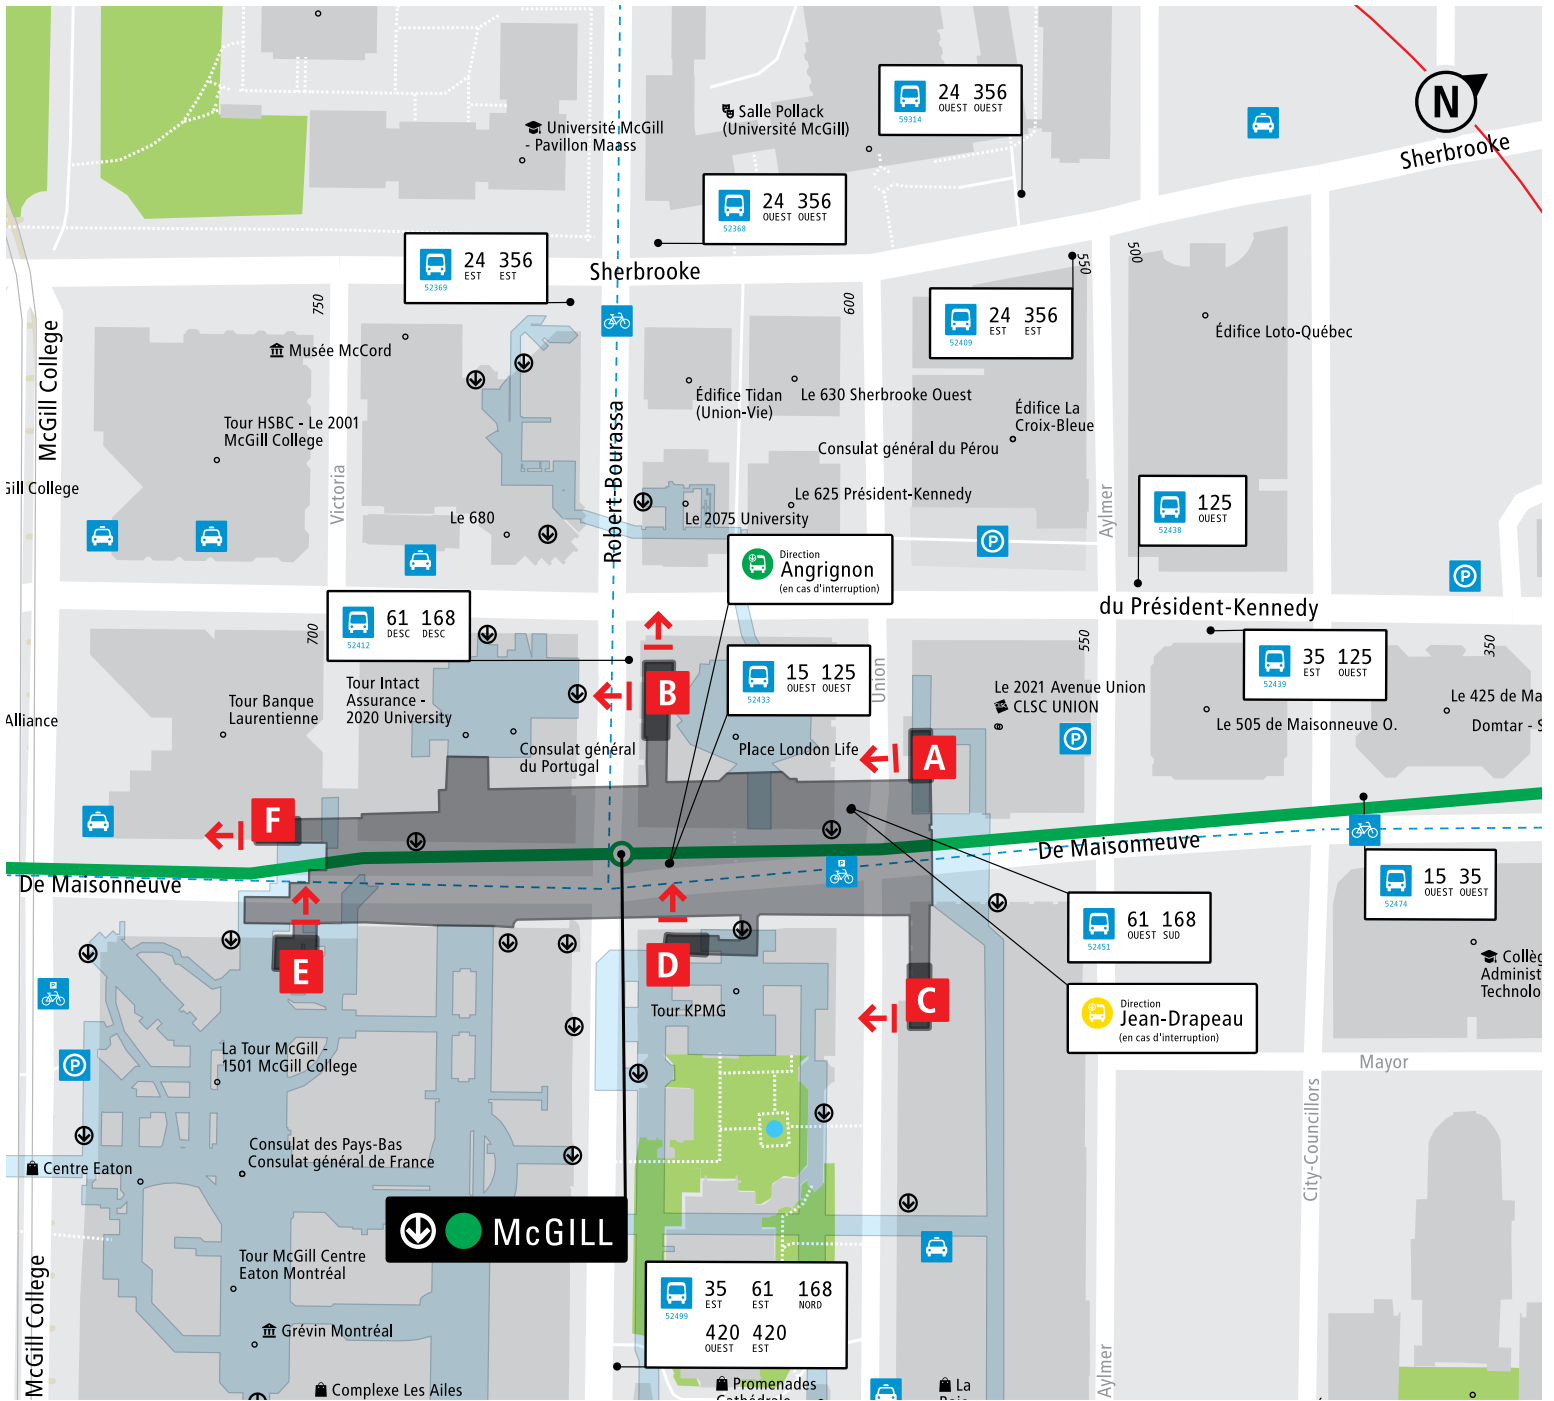 24 356
OUEST OUEST
59314
N
Sherbrooke
Salle Pollack
(Université McGill)
Université McGill
- Pavillon Maass
24 356
OUEST OUEST
52368
24 356
EST EST
52369
Sherbrooke
550
500
750
600
24 356
EST EST
52409
Édifice Loto-Québec
McGill College
Musée McCord
Édifice Tidan
(Union-Vie)
Le 630 Sherbrooke Ouest
Édifice La
Croix-Bleue
Tour HSBC - Le 2001
McGill College
Robert-Bourassa
Consulat général du Pérou
Gill College
Victoria
Le 680
Le 625 Président-Kennedy
Le 2075 University
Aylmer
125
OUEST
52438
P
P
Direction
Angrignon
(en cas d'interruption)
du Président-Kennedy
61 168
DESC DESC
52412
700
550
350
35 125
EST OUEST
52439
B
15 125
OUEST OUEST
52433
Union
Tour Intact
Assurance -
2020 University
Tour Banque
Laurentienne
Alliance
Le 2021 Avenue Union
CLSC UNION
P
Le 505 de Maisonneuve O.
Le 425 de Ma
Domtar - S
Consulat général
du Portugal
Place London Life
A
F
De Maisonneuve
De Maisonneuve
P
15 35
OUEST OUEST
52474
61 168
OUEST SUD
52451
E
D
C
P
Collèg
Administ
Technolo
Direction
Jean-Drapeau
(en cas d'interruption)
Tour KPMG
P
La Tour McGill -
1501 McGill College
Mayor
City-Councillors
Consulat des Pays-Bas
Consulat général de France
Centre Eaton
McGILL
Tour McGill Centre
Eaton Montréal
McGill College
35 61 168
EST EST NORD
52499
420 420
OUEST EST
Grévin Montréal
Aylmer
Complexe Les Ailes
Promenades
Cathédrale
La